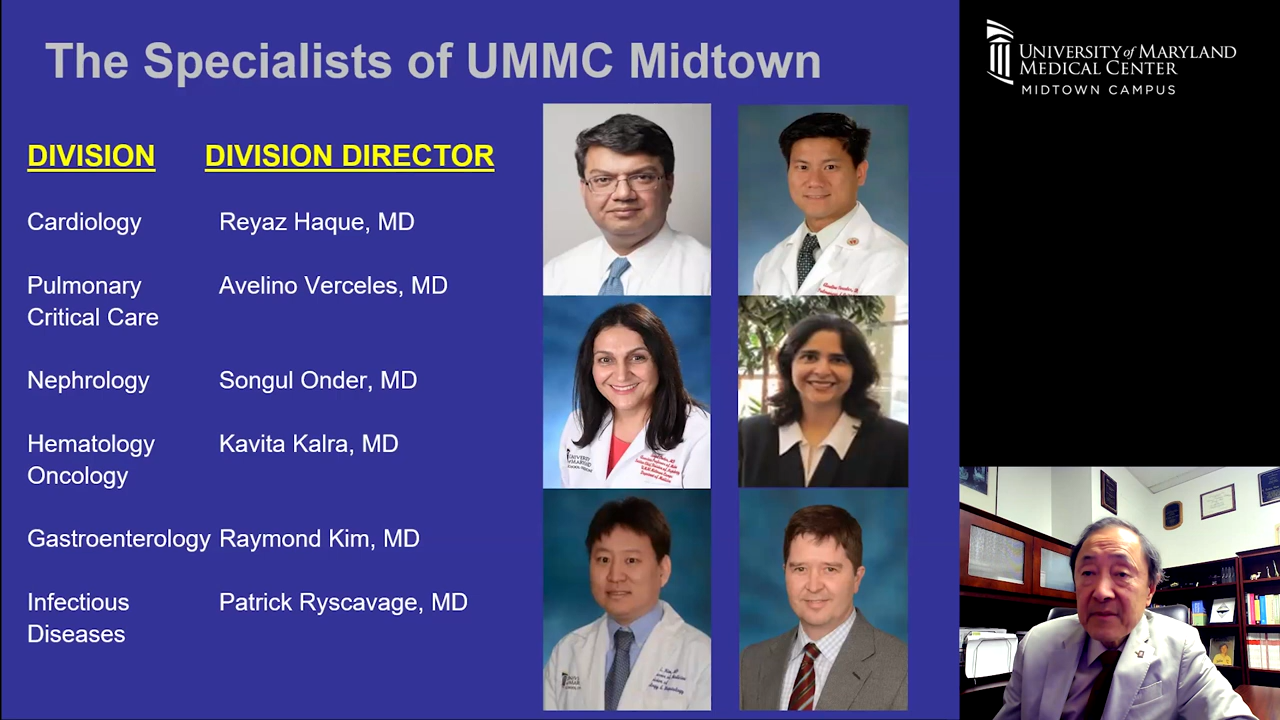 The Specialists of UMMC Midtown
UNIVERSITY of MARYLAND
MEDICAL CENTER
MIDTOWN CAMPUS
DIVISION DIVISION DIRECTOR
Cardiology Reyaz Haque, MD
Pulmonary Avelino Verceles, MD
Critical Care
Nephrology Songul Onder, MD
Hematology Kavita Kalra, MD
Oncology
Gastroenterology Raymond Kim, MD
Infectious Patrick Ryscavage, MD
Diseases